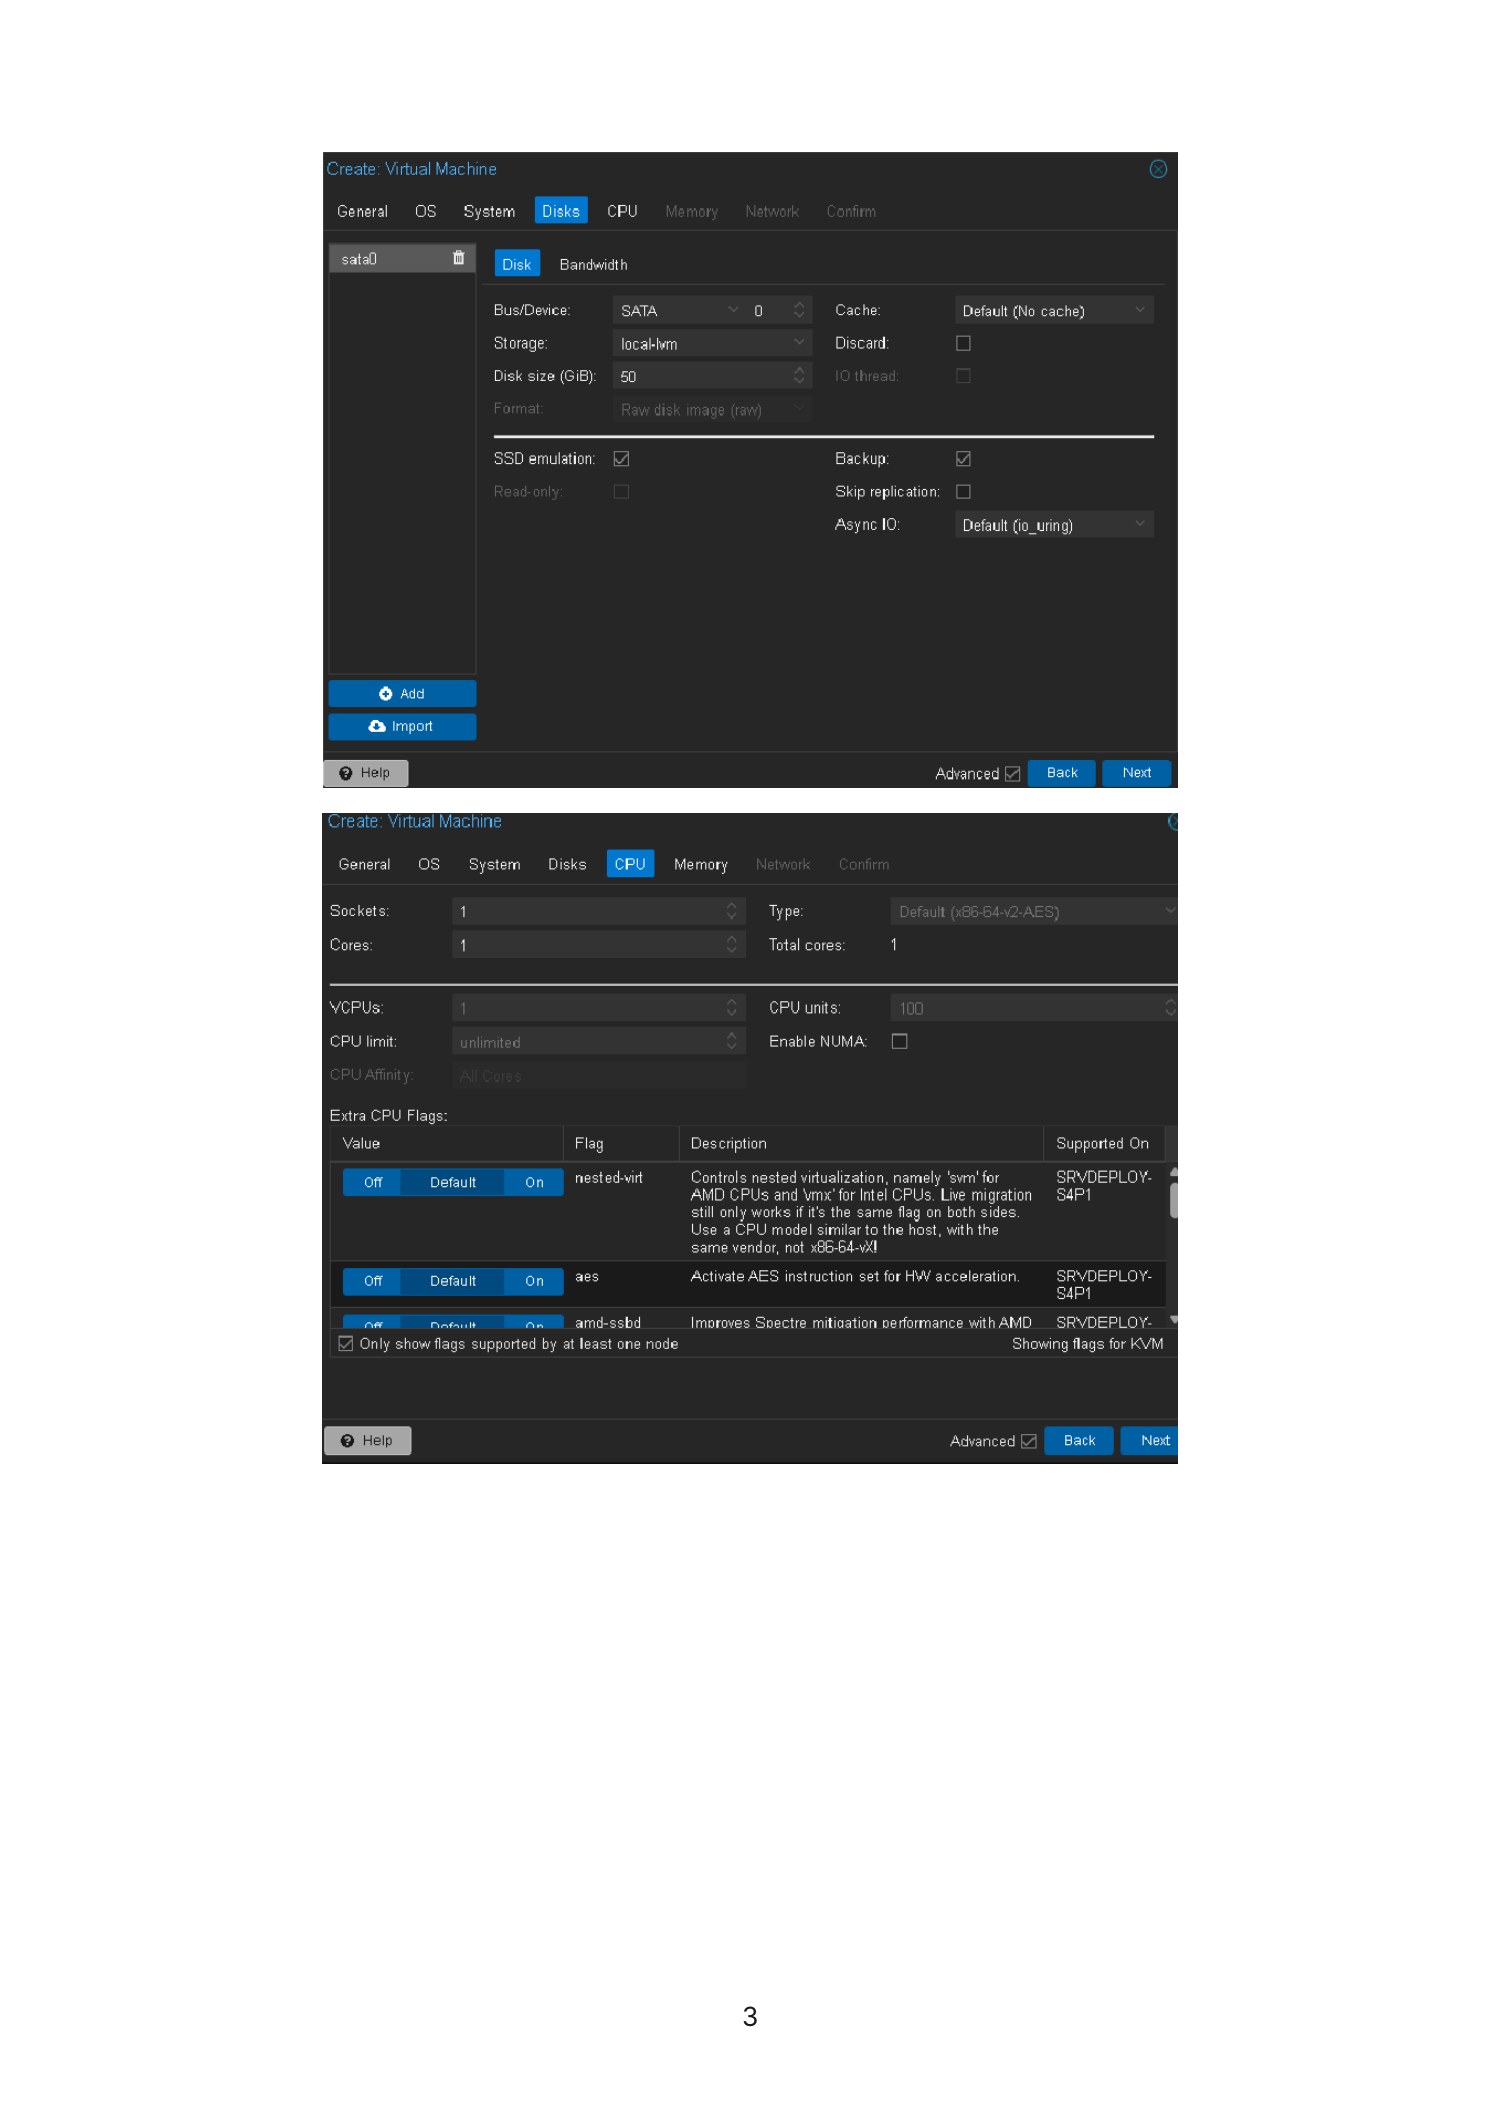 Create: Virtual Machine
General OS System Disks CPU Memory Network Confirm
sata0
Disk Bandwidth
Bus/Device: SATA 0 Cache: Default (No cache)
Storage: local-lvm Discard:
Disk size (GiB): 50 IO thread:
Format: Raw disk image (raw)
SSD emulation: Backup:
Read-only: Skip replication:
Async IO: Default (io_uring)
Add
Import
Help Advanced Back Next
Create: Virtual Machine
General OS System Disks CPU Memory Network Confirm
Sockets: 1 Type: Default (x86-64-v2-AES)
Cores: 1 Total cores: 1
VCPUs: 1 CPU units: 100
CPU limit: unlimited Enable NUMA:
CPU Affinity: All Cores
Extra CPU Flags:
Value Flag Description Supported On
Off Default On nested-virt Controls nested virtualization, namely 'svm' for SRVDEPLOY-
AMD CPUs and 'vmx' for Intel CPUs. Live migration S4P1
still only works if it's the same flag on both sides.
Use a CPU model similar to the host, with the
same vendor, not x86-64-vX!
Off Default On aes Activate AES instruction set for HW acceleration. SRVDEPLOY-
S4P1
Off Default On amd-ssbd Improves Spectre mitigation performance with AMD SRVDEPLOY-
Only show flags supported by at least one node Showing flags for KVM
Help Advanced Back Next
3